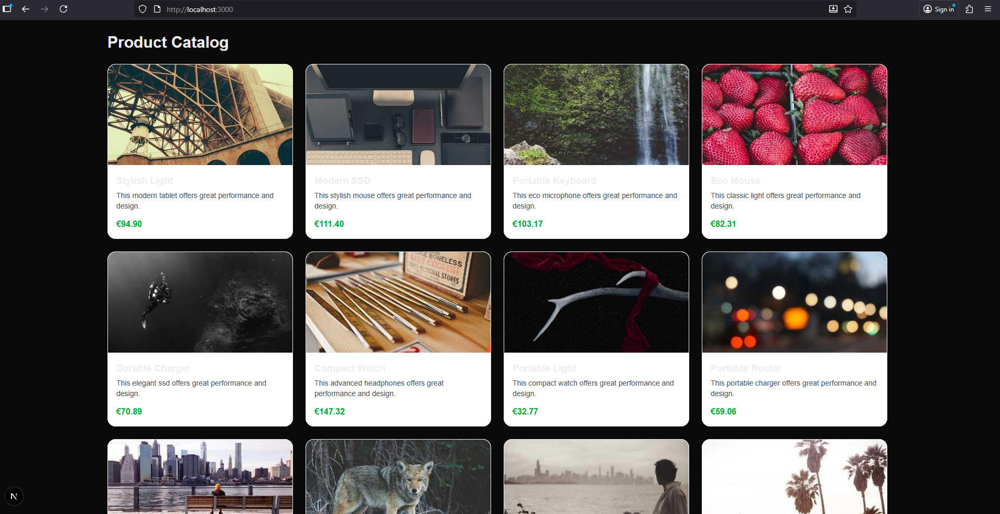 http://localhost:3000
Sign in
Product Catalog
Stylish Light
This modern tablet offers great performance and
design.
€94.90
Modern SSD
This stylish mouse offers great performance and
design.
€111.40
Portable Keyboard
This eco microphone offers great performance and
design.
€103.17
Eco Mouse
This classic light offers great performance and
design.
€82.31
BONELESS
SALT CODFISH
NATIONAL STORES
Durable Charger
This elegant ssd offers great performance and
design.
€70.89
Compact Watch
This advanced headphones offers great
performance and design.
€147.32
Portable Light
This compact watch offers great performance and
design.
€32.77
Portable Router
This portable charger offers great performance and
design.
€59.06
N